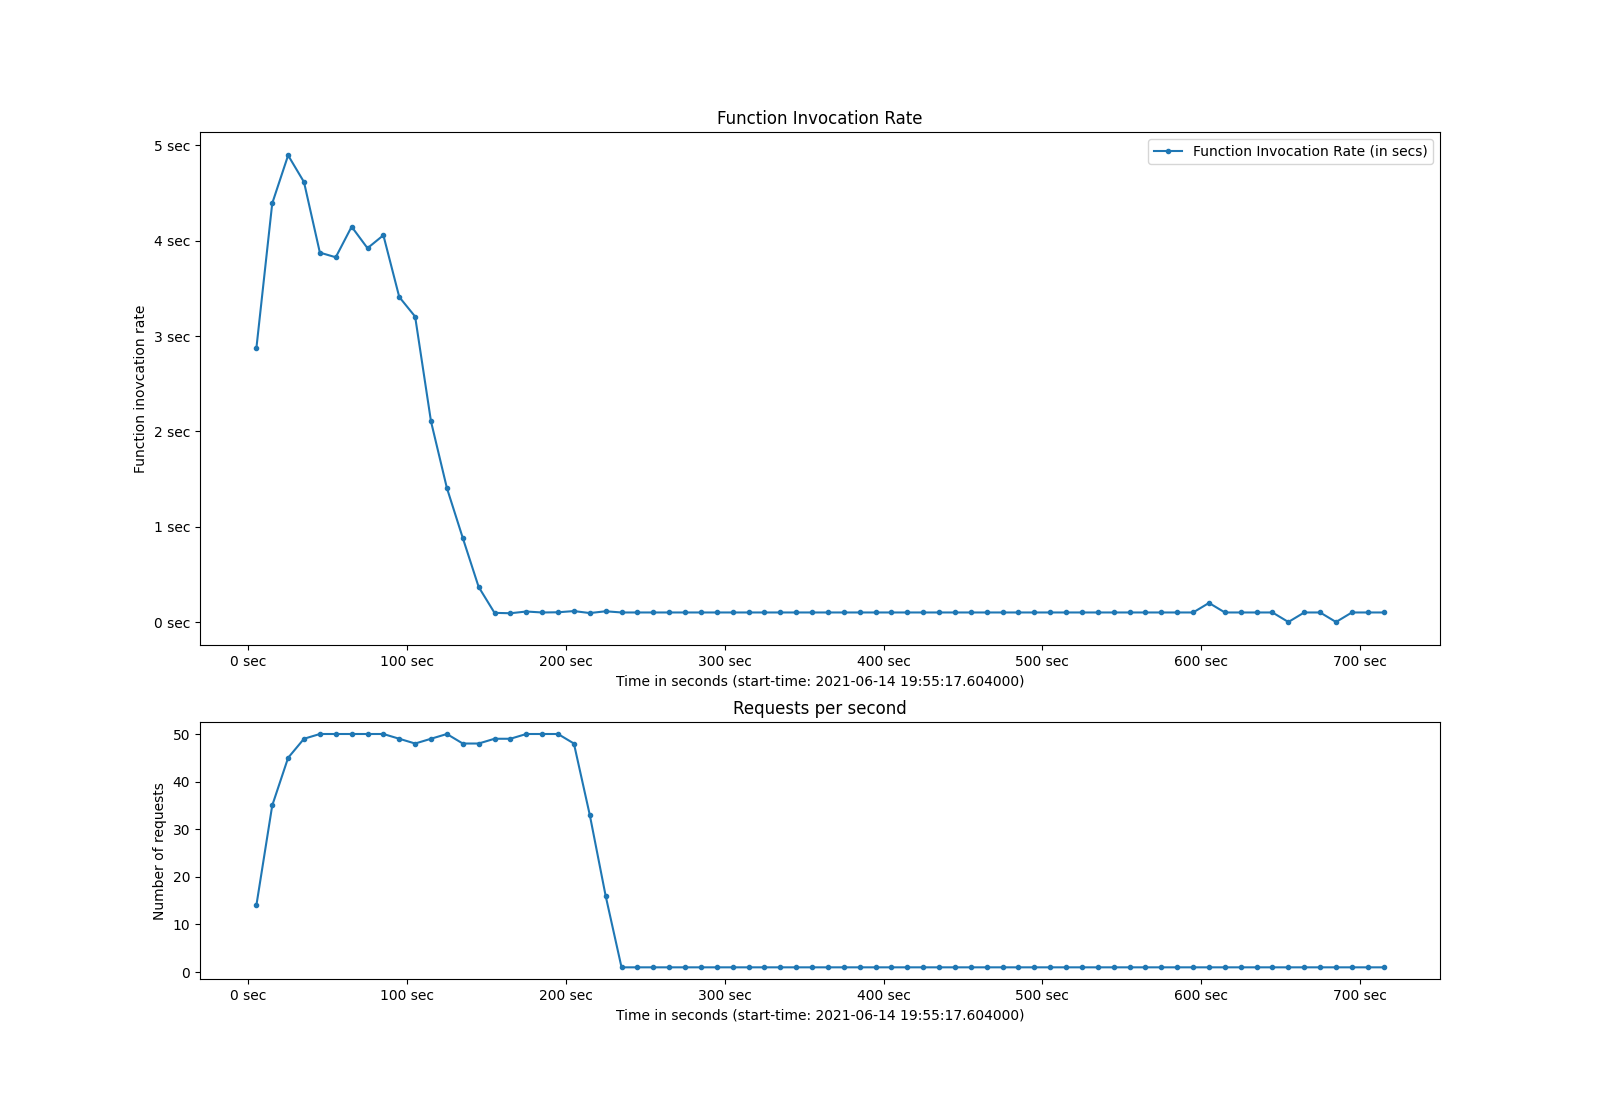 Function Invocation Rate
5 sec
4 sec
3 sec
2 sec
1 sec
0 sec
Function inovcation rate
Function Invocation Rate (in secs)
0 sec 100 sec 200 sec 300 sec 400 sec 500 sec 600 sec 700 sec
Time in seconds (start-time: 2021-06-14 19:55:17.604000)
Requests per second
50
40
30
20
10
0
Number of requests
0 sec 100 sec 200 sec 300 sec 400 sec 500 sec 600 sec 700 sec
Time in seconds (start-time: 2021-06-14 19:55:17.604000)